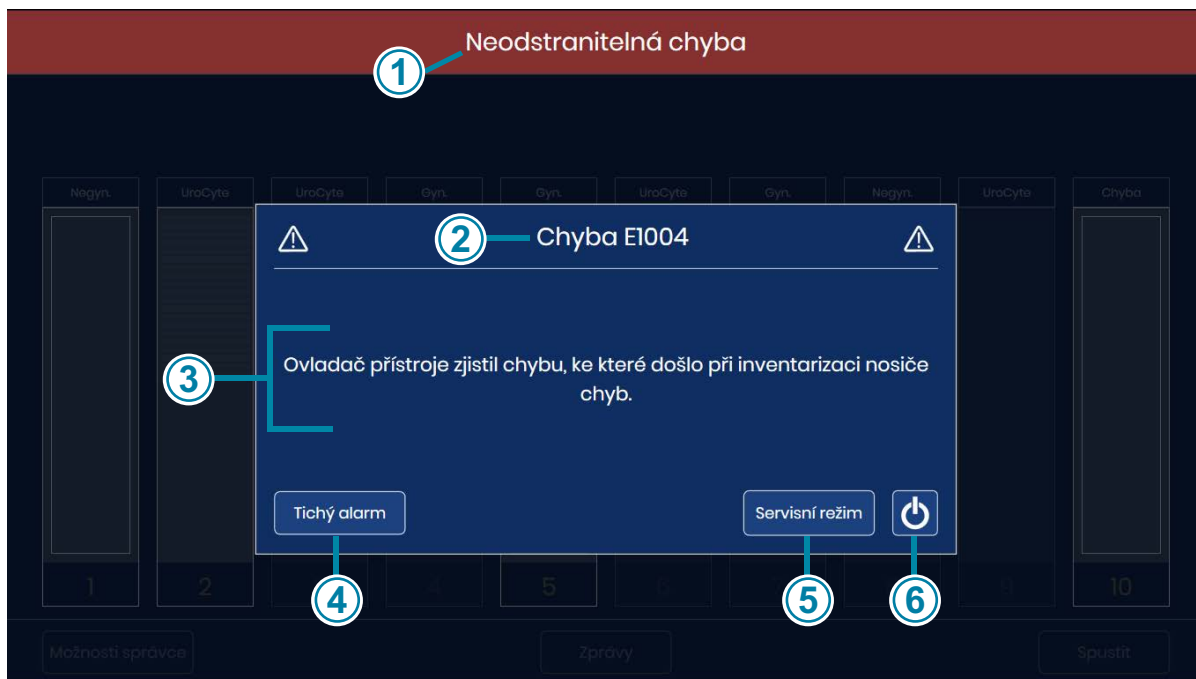 Neodstranitelná chyba
1
Negyn. UroCyte UroCyte Gyn. Gyn. UroCyte Gyn. Negyn. UroCyte Chyba
2 Chyba E1004
3 Ovladač přístroje zjistil chybu, ke které došlo při inventarizaci nosiče
chyb.
Tichý alarm Servisní režim
1 2 5 10
4 5 6
Možnosti správce Zprávy Spustit